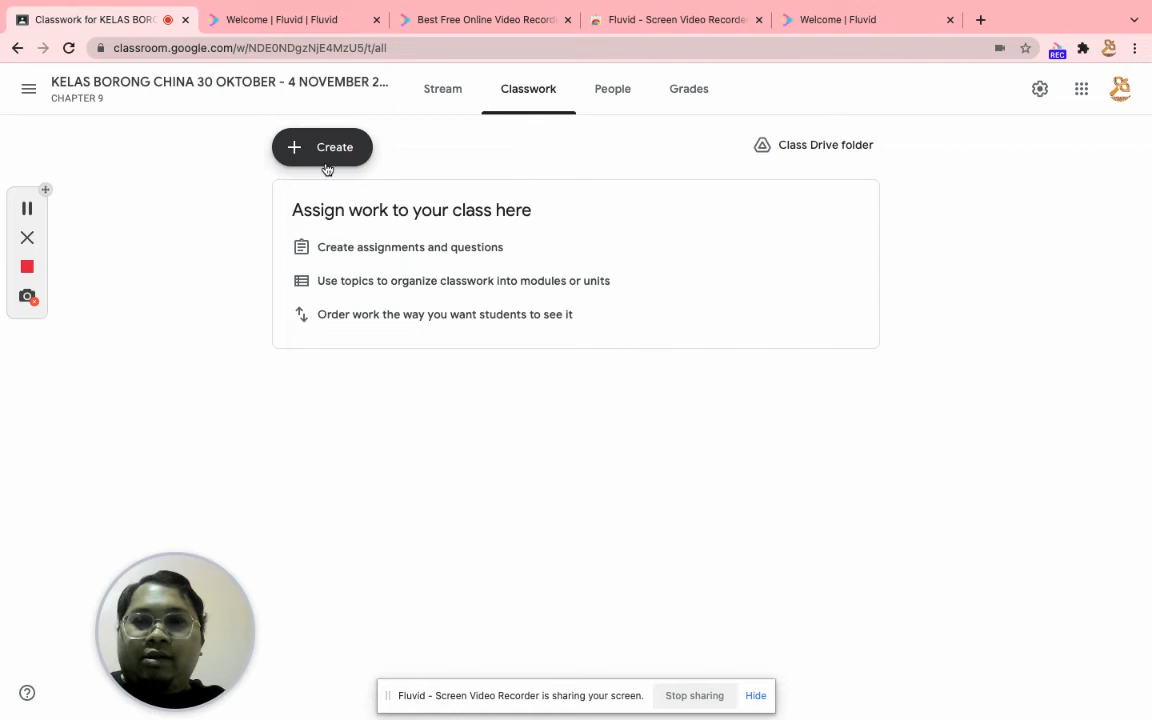 Classwork for KELAS BORO
Welcome | Fluvid | Fluvid
Best Free Online Video Record
Fluvid - Screen Video Recorde
Welcome | Fluvid
classroom.google.com/w/NDE0NDgzNjE4MzU5/t/all
REC
KELAS BORONG CHINA 30 OKTOBER - 4 NOVEMBER 2...
CHAPTER 9
Stream
Classwork
People
Grades
Create
Class Drive folder
Assign work to your class here
Create assignments and questions
Use topics to organize classwork into modules or units
Order work the way you want students to see it
Fluvid - Screen Video Recorder is sharing your screen.
Stop sharing
Hide